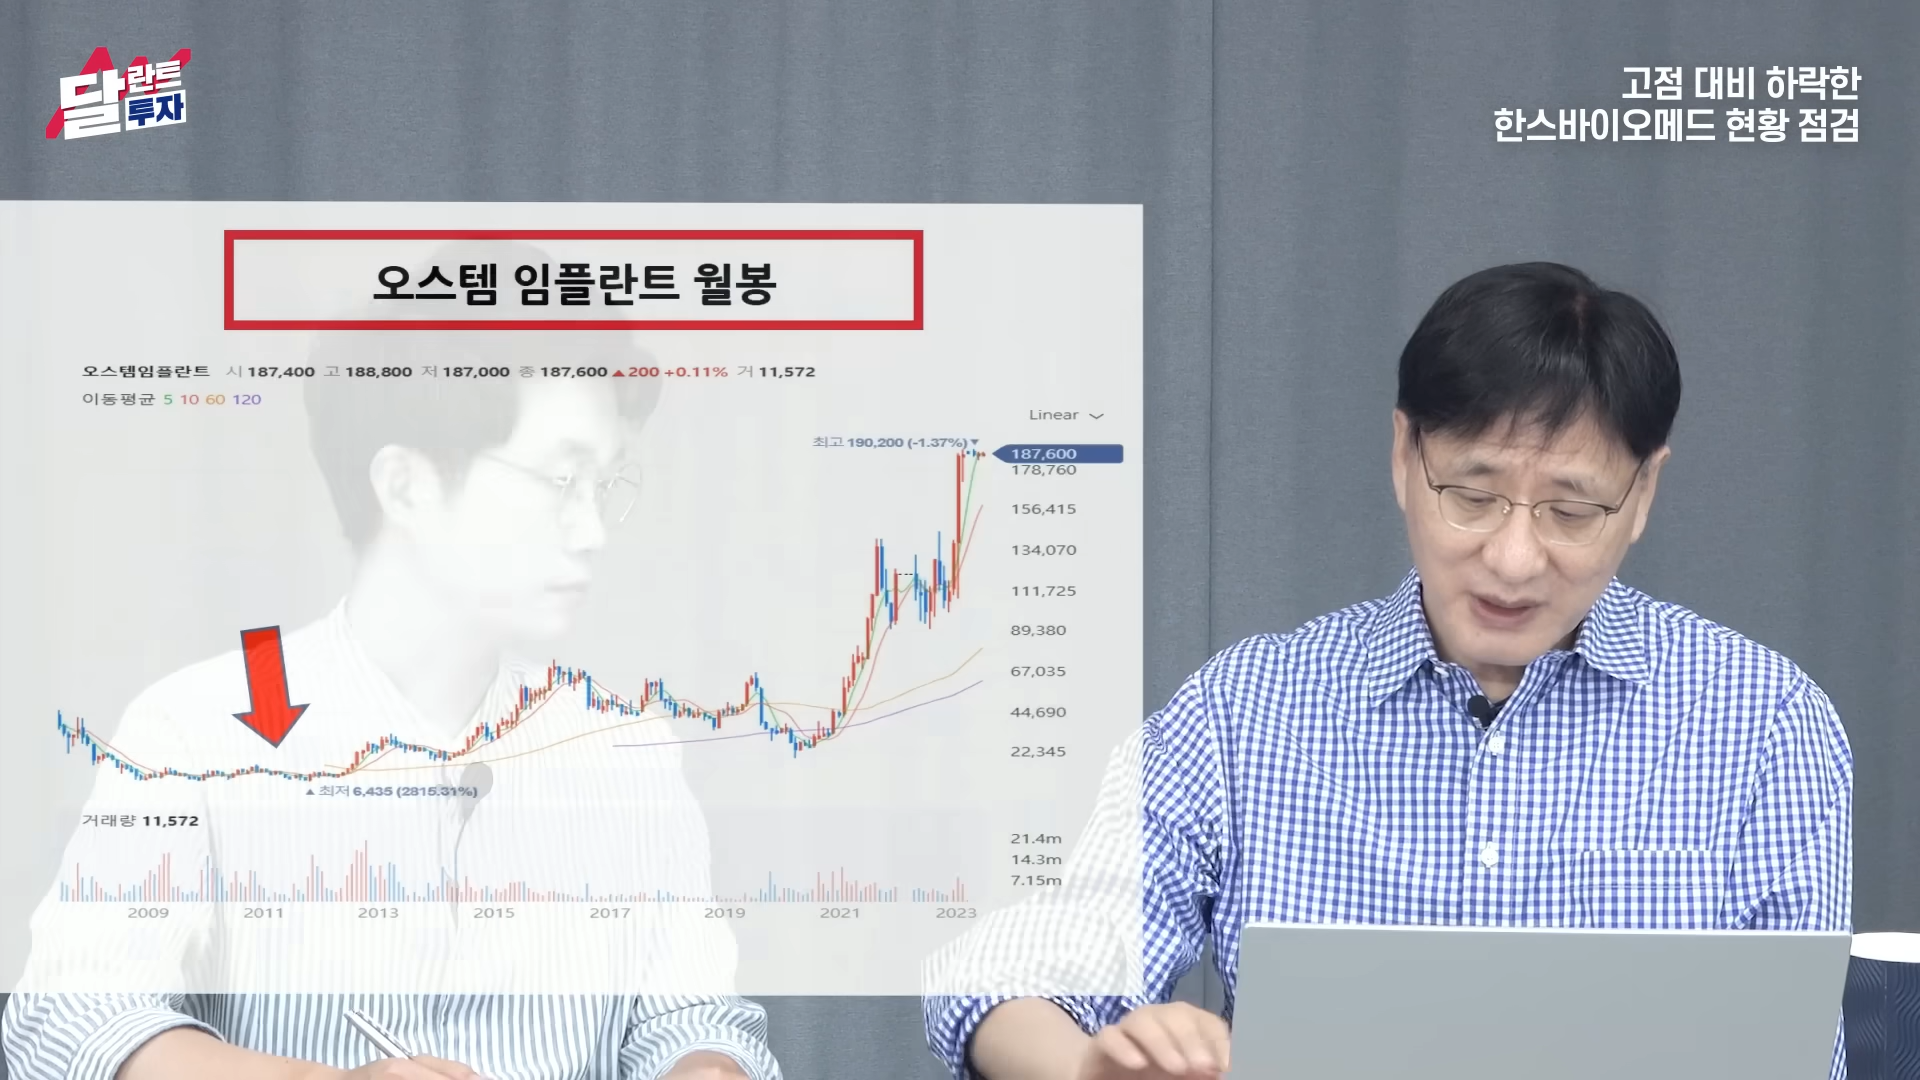 달란트
투자
고점 대비 하락한
한스바이오메드 현황 점검
오스템 임플란트 월봉
오스템임플란트 시 187,400 고 188,800 저 187,000 종 187,600 ▲200 +0.11% 거 11,572
이동평균 5 10 60 120
Linear
최고 190,200 (-1.37%)▼
187,600
178,760
156,415
134,070
111,725
89,380
67,035
44,690
22,345
▲최저 6,435 (2815.31%)
거래량 11,572
21.4m
14.3m
7.15m
2009 2011 2013 2015 2017 2019 2021 2023